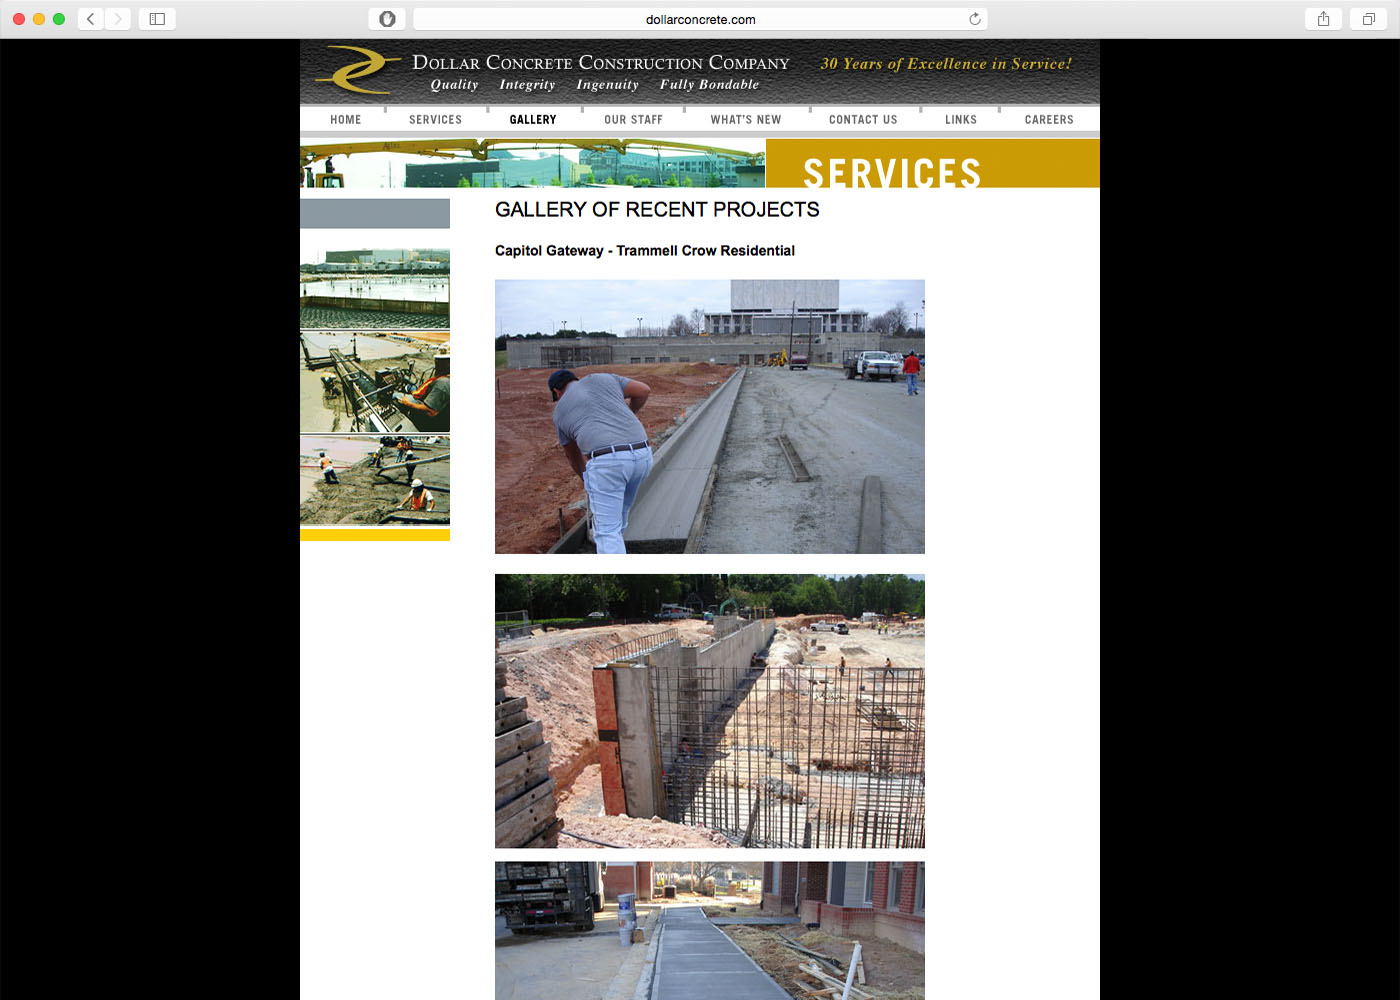 dollarconcrete.com
DOLLAR CONCRETE CONSTRUCTION COMPANY
30 Years of Excellence in Service!
Quality Integrity Ingenuity Fully Bondable
HOME SERVICES GALLERY OUR STAFF WHAT'S NEW CONTACT US LINKS CAREERS
SERVICES
GALLERY OF RECENT PROJECTS
Capitol Gateway - Trammell Crow Residential